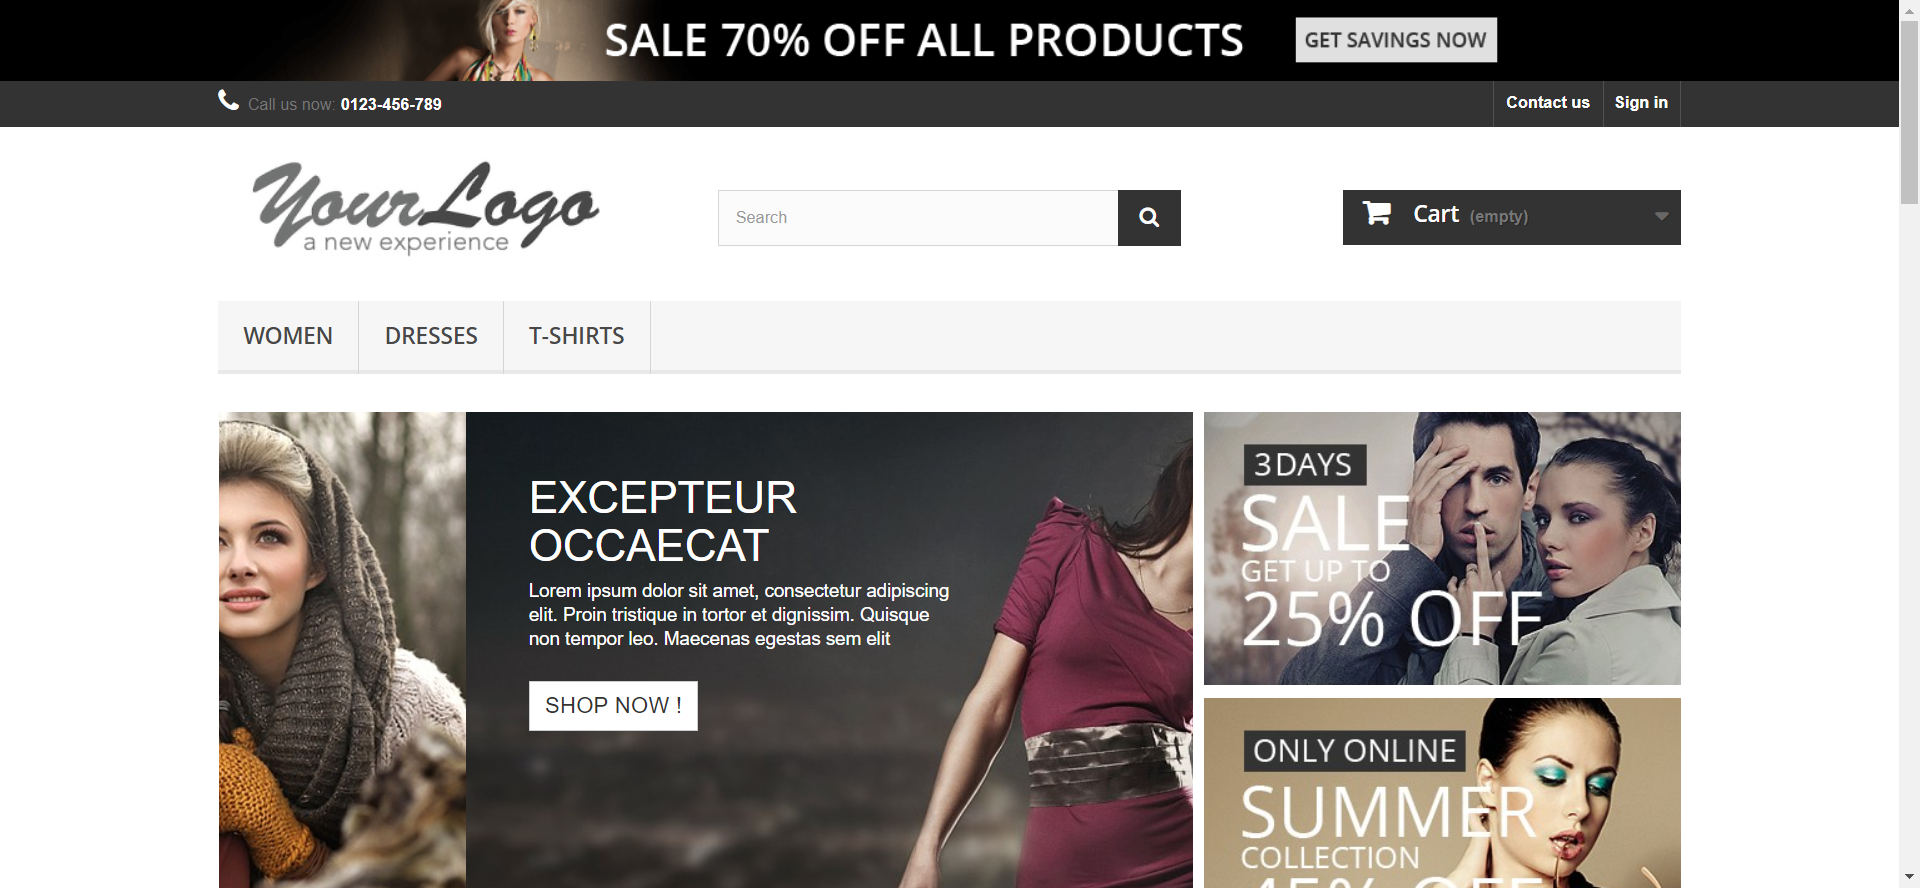 SALE 70% OFF ALL PRODUCTS
GET SAVINGS NOW
Call us now: 0123-456-789
Contact us
Sign in
Your Logo
a new experience
Search
Cart (empty)
WOMEN
DRESSES
T-SHIRTS
EXCEPTEUR
OCCAECAT
Lorem ipsum dolor sit amet, consectetur adipiscing
elit. Proin tristique in tortor et dignissim. Quisque
non tempor leo. Maecenas egestas sem elit
SHOP NOW !
3 DAYS
SALE
GET UP TO
25% OFF
ONLY ONLINE
SUMMER
COLLECTION
45% OFF